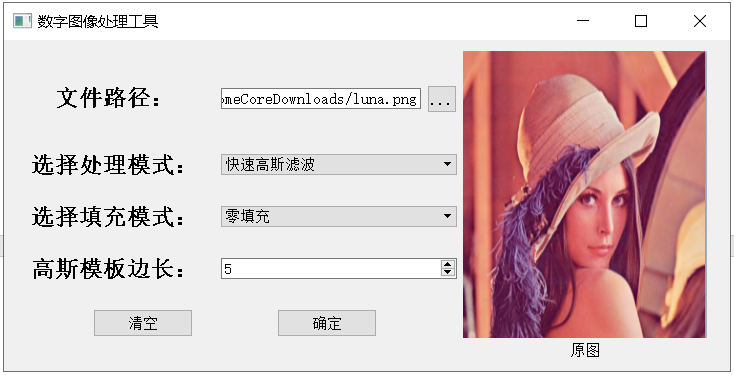 数字图像处理工具
文件路径：
omeCoreDownloads/luna.png
...
选择处理模式：
快速高斯滤波
选择填充模式：
零填充
高斯模板边长：
5
清空
确定
原图